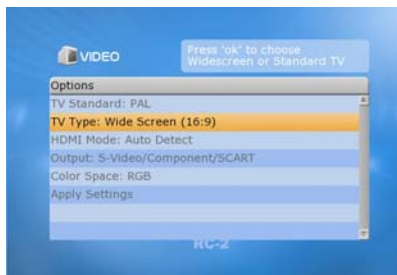 VIDEO
Press 'ok' to choose
Widescreen or Standard TV
Options
TV Standard: PAL
TV Type: Wide Screen (16:9)
HDMI Mode: Auto Detect
Output: S-Video/Component/SCART
Color Space: RGB
Apply Settings
RC-2